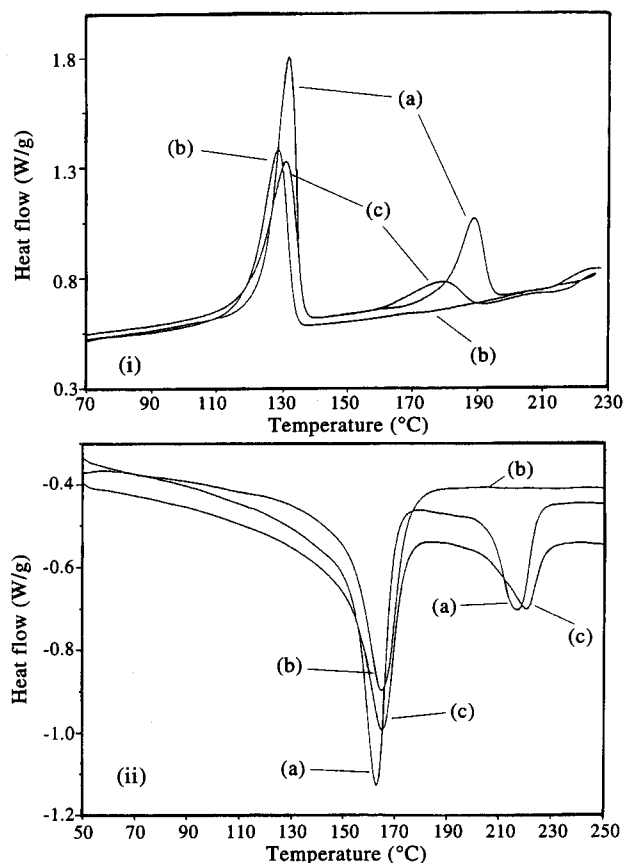 1.8
(a)
(b)
1.3
(c)
Heat flow (W/g)
0.8
(b)
(i)
0.3
70 90 110 130 150 170 190 210 230
Temperature (°C)
-0.4
(b)
Heat flow (W/g)
-0.6
(a)
(c)
(b)
-0.8
(c)
-1.0
(a)
(ii)
-1.2
50 70 90 110 130 150 170 190 210 230 250
Temperature (°C)